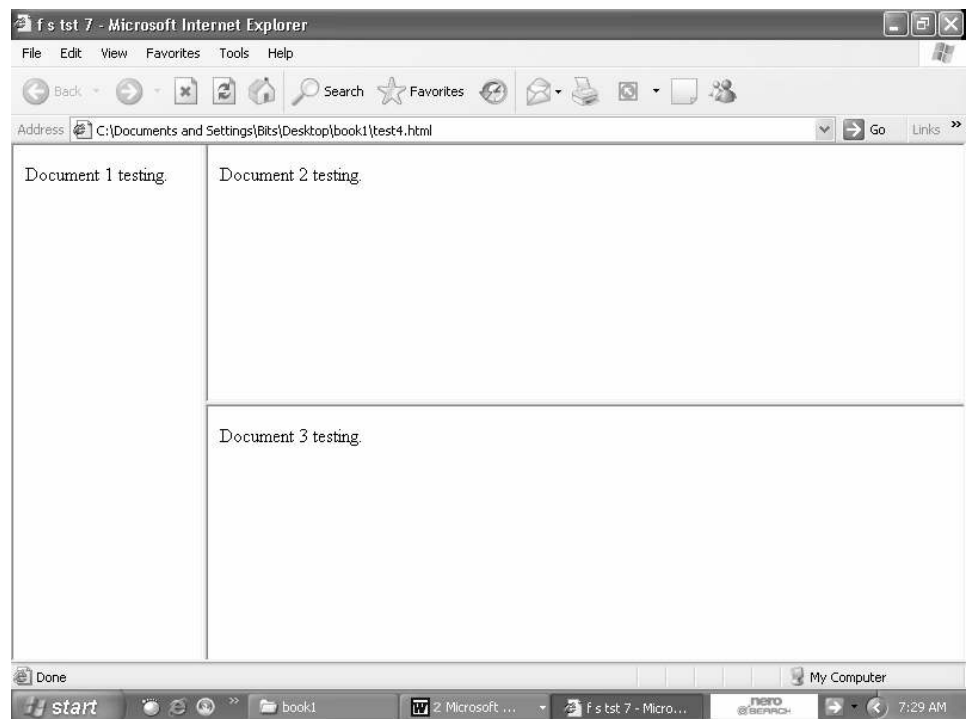 f s tst 7 - Microsoft Internet Explorer
File Edit View Favorites Tools Help
Back Search Favorites
Address C:\Documents and Settings\Bits\Desktop\book1\test4.html Go Links »
Document 1 testing.
Document 2 testing.
Document 3 testing.
Done My Computer
start » book1 2 Microsoft ... f s tst 7 - Micro... nero SEARCH 7:29 AM